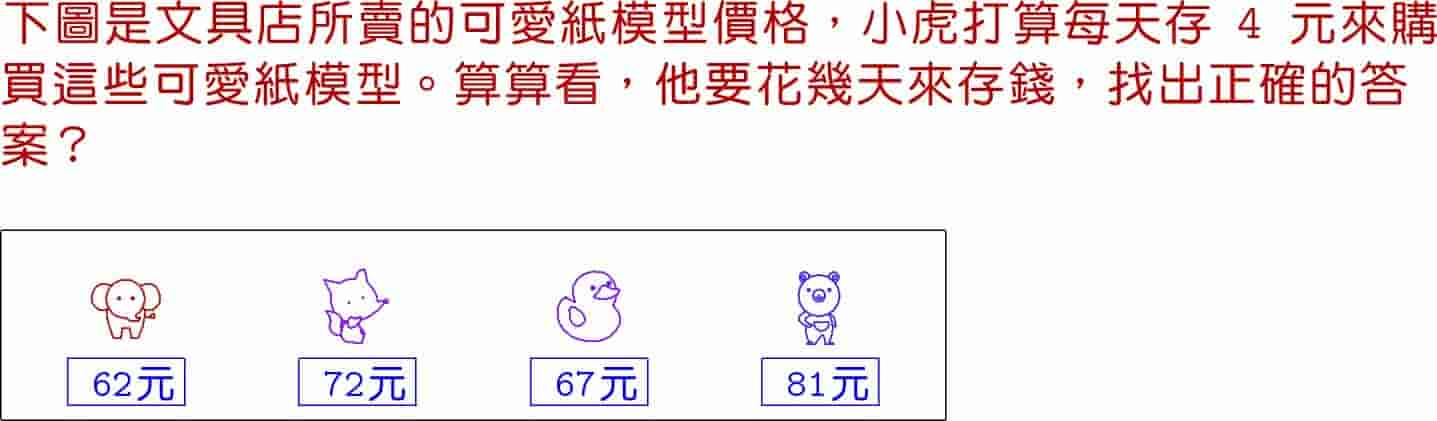 下圖是文具店所賣的可愛紙模型價格，小虎打算每天存 4 元來購
買這些可愛紙模型。算算看，他要花幾天來存錢，找出正確的答
案？
62元 72元 67元 81元